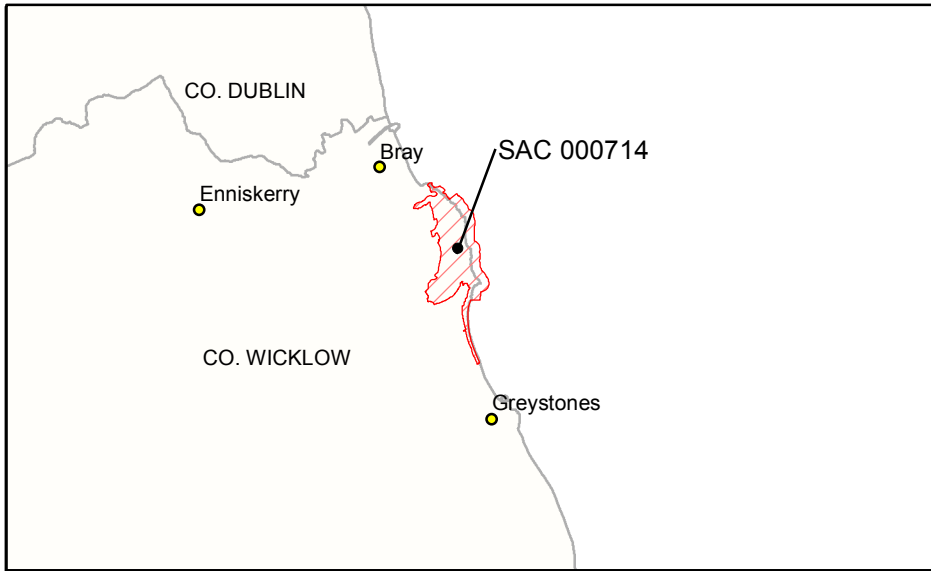 CO. DUBLIN
Bray
SAC 000714
Enniskerry
CO. WICKLOW
Greystones